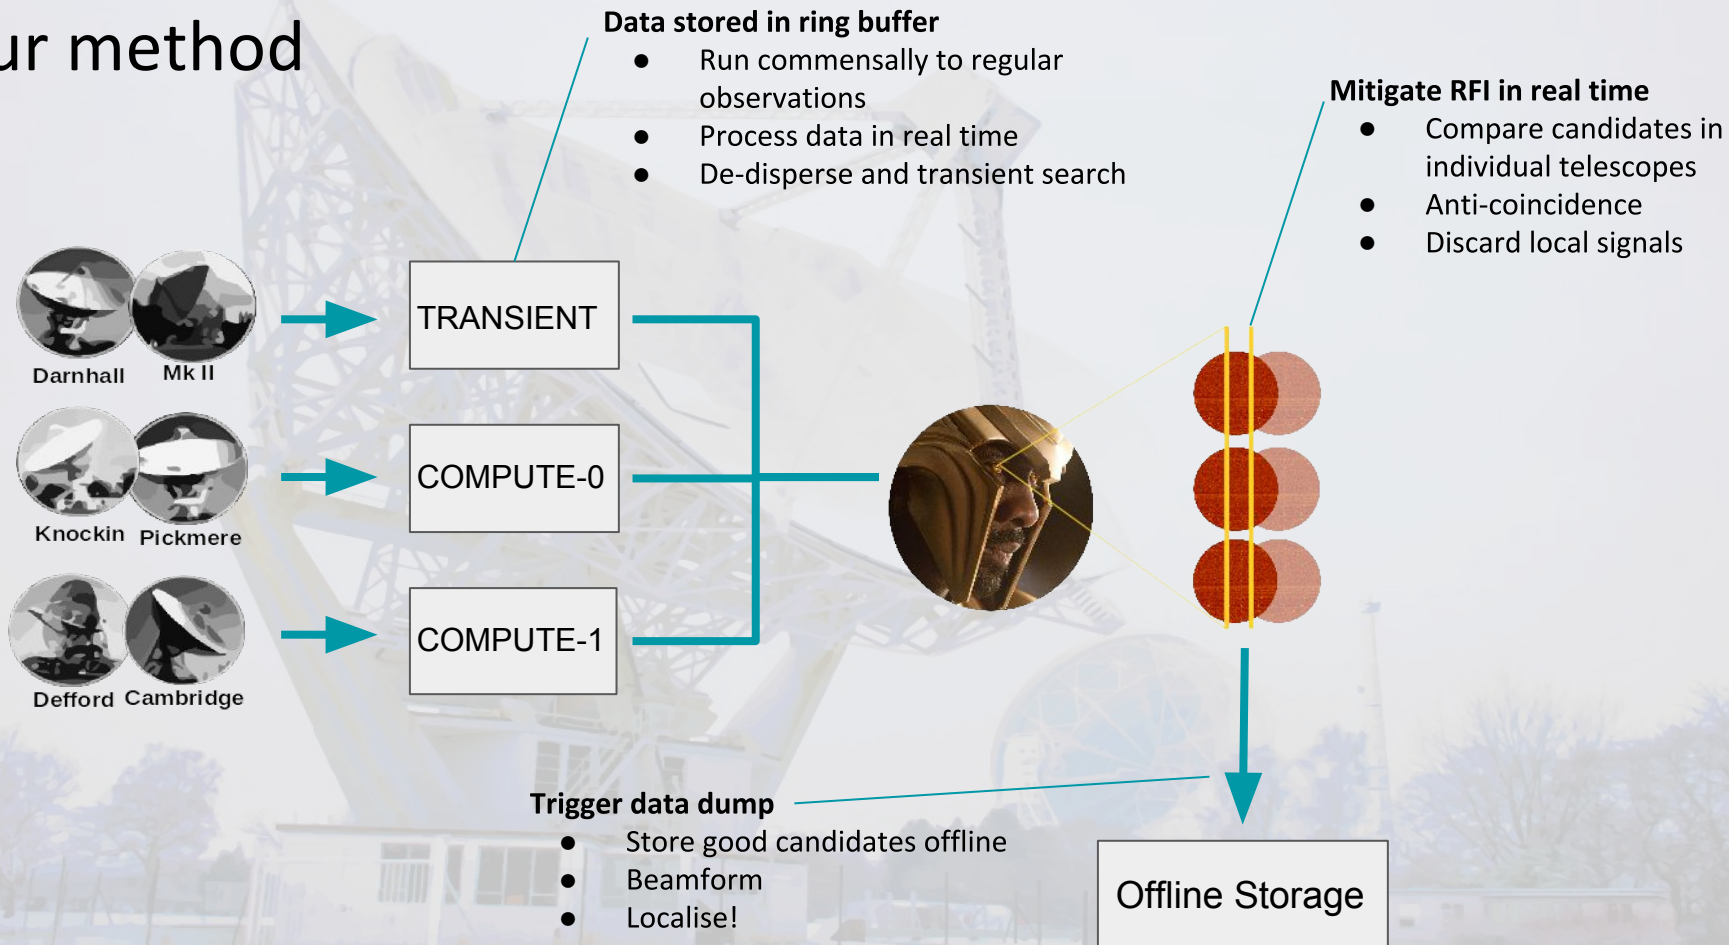 ur method
Data stored in ring buffer
● Run commensally to regular
observations
● Process data in real time
● De-disperse and transient search
Mitigate RFI in real time
● Compare candidates in
individual telescopes
● Anti-coincidence
● Discard local signals
Darnhall Mk II
TRANSIENT
Knockin Pickmere
COMPUTE-0
Defford Cambridge
COMPUTE-1
Trigger data dump
● Store good candidates offline
● Beamform
● Localise!
Offline Storage